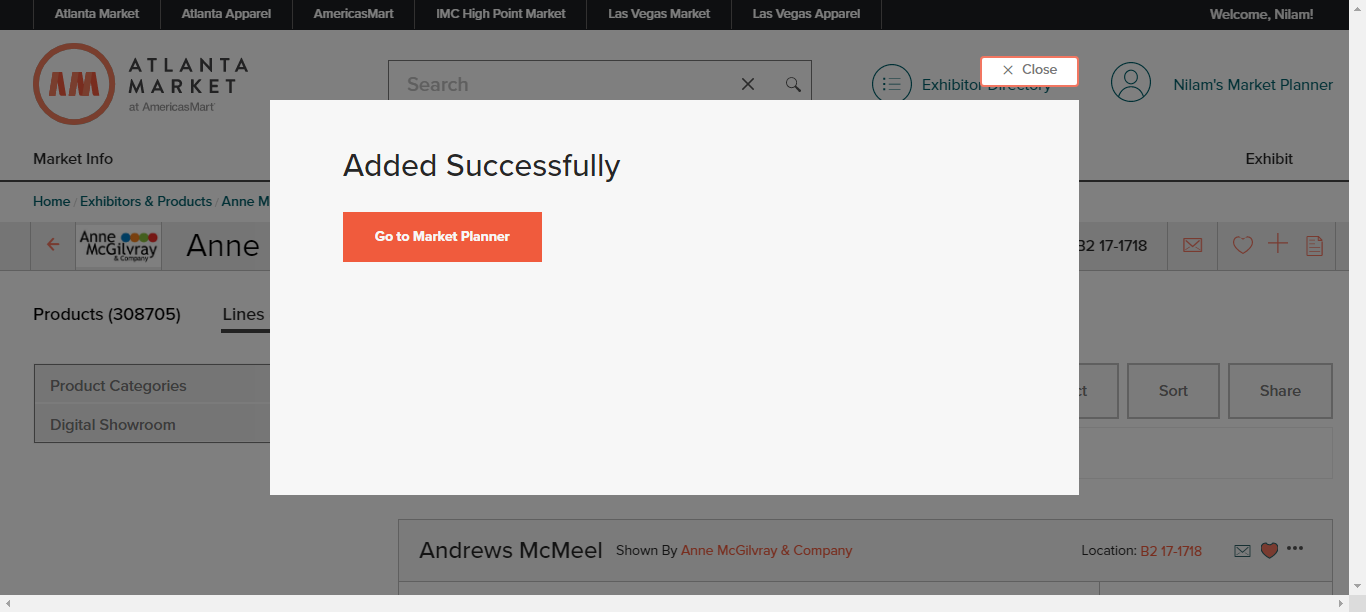 Atlanta Market Atlanta Apparel AmericasMart IMC High Point Market Las Vegas Market Las Vegas Apparel Welcome, Nilam!
AM ATLANTA
MARKET
at AmericasMart
Search
Exhibitor Directory
Close
Nilam's Market Planner
Market Info Exhibit
Home / Exhibitors & Products / Anne M
Anne
McGilvray
& Company
Anne
B2 17-1718
Added Successfully
Go to Market Planner
Products (308705) Lines
Product Categories
Digital Showroom
ct Sort Share
Andrews McMeel Shown By Anne McGilvray & Company Location: B2 17-1718